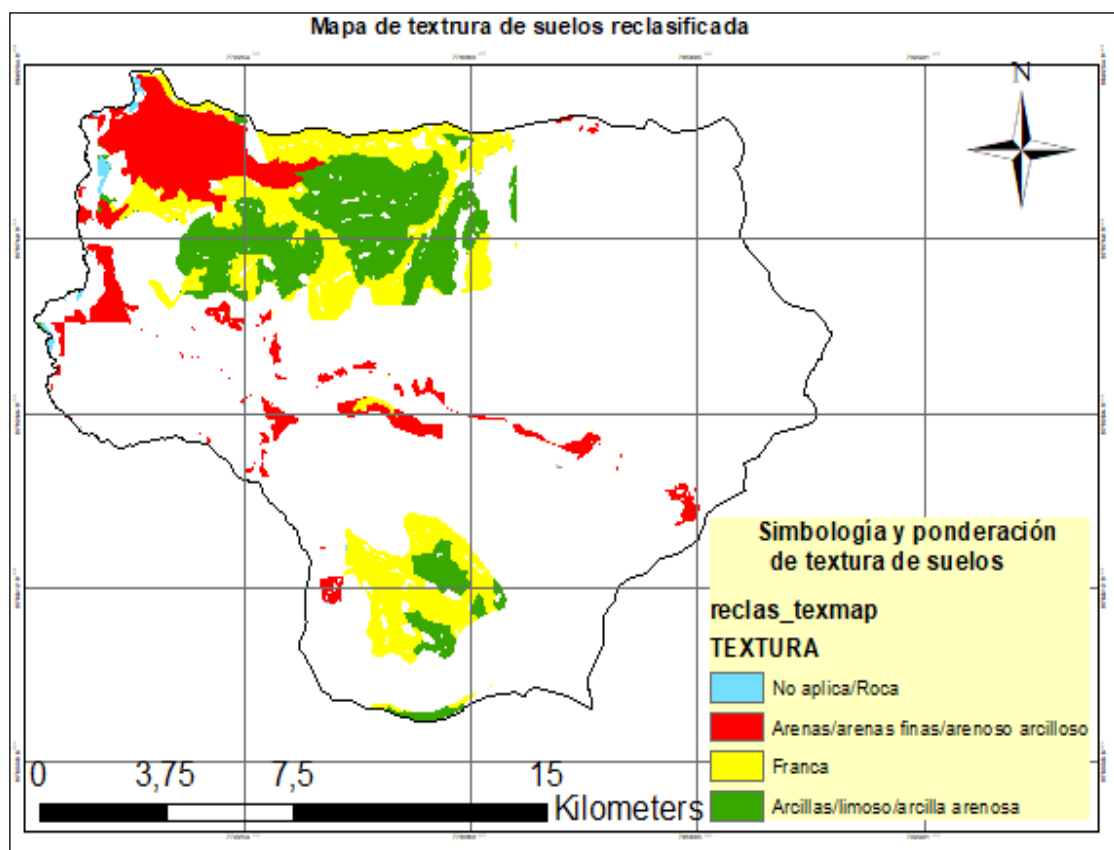 Mapa de textrura de suelos reclasificada
N
Simbología y ponderación
de textura de suelos
reclas_texmap
TEXTURA
No aplica/Roca
Arenas/arenas finas/arenoso arcilloso
Franca
Arcillas/limoso/arcilla arenosa
0 3,75 7,5 15
Kilometers